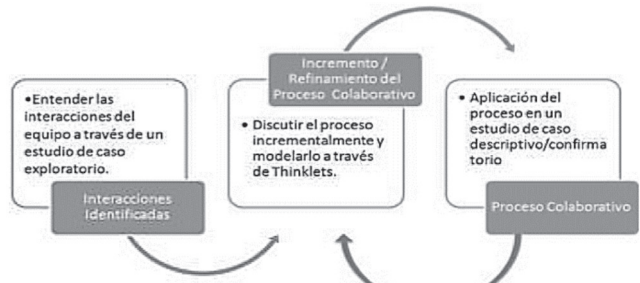 •Entender las
interacciones del
equipo a través de un
estudio de caso
exploratorio.
Interacciones
Identificadas
Incremento /
Refinamiento del
Proceso Colaborativo
• Discutir el proceso
incrementalmente y
modelarlo a través
de Thinklets.
• Aplicación del
proceso en un
estudio de caso
descriptivo/confirma
torio
Proceso Colaborativo